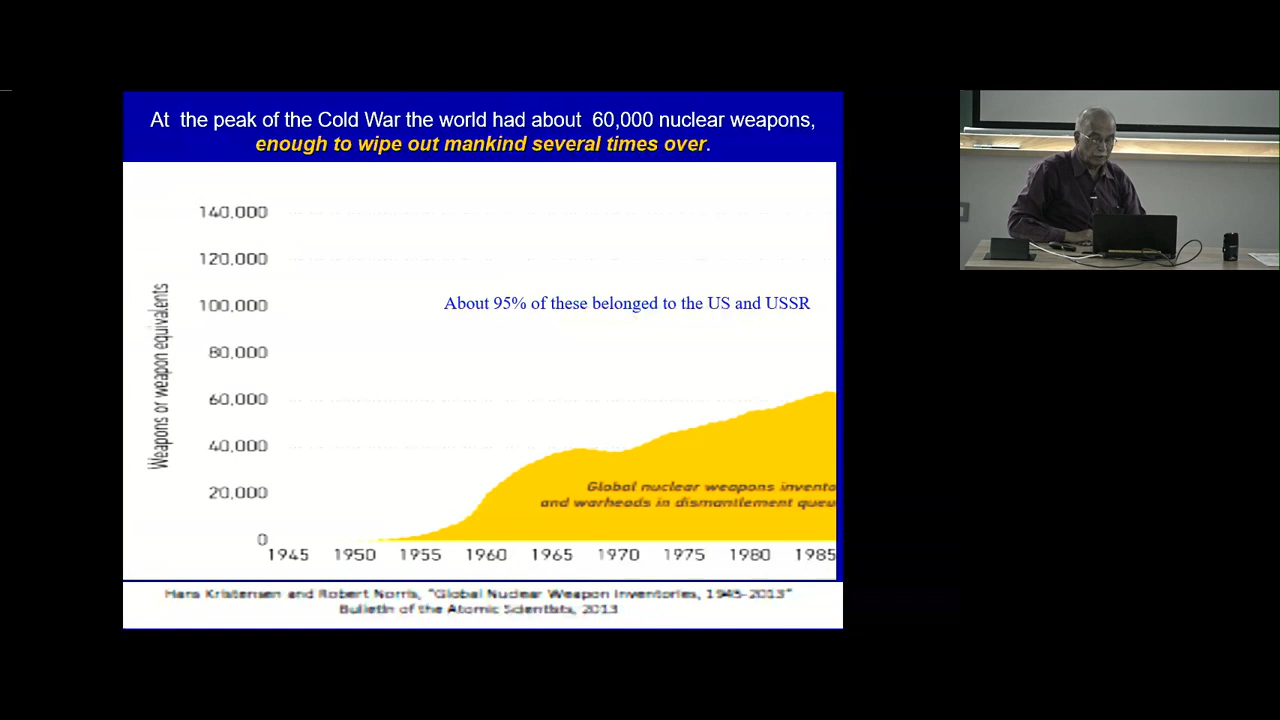 At the peak of the Cold War the world had about 60,000 nuclear weapons,
enough to wipe out mankind several times over.
140,000
120,000
About 95% of these belonged to the US and USSR
100,000
80,000
60,000
40,000
20,000
0
Weapons or weapon equivalents
Global nuclear weapons invento
and warheads in dismantlement queu
1945 1950 1955 1960 1965 1970 1975 1980 1985
Hans Kristensen and Robert Norris, "Global Nuclear Weapon Inventories, 1945-2013"
Bulletin of the Atomic Scientists, 2013